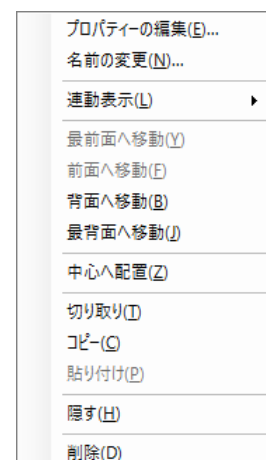 プロパティーの編集(E)...
名前の変更(N)...
連動表示(L)
最前面へ移動(Y)
前面へ移動(F)
背面へ移動(B)
最背面へ移動(J)
中心へ配置(Z)
切り取り(T)
コピー(C)
貼り付け(P)
隠す(H)
削除(D)